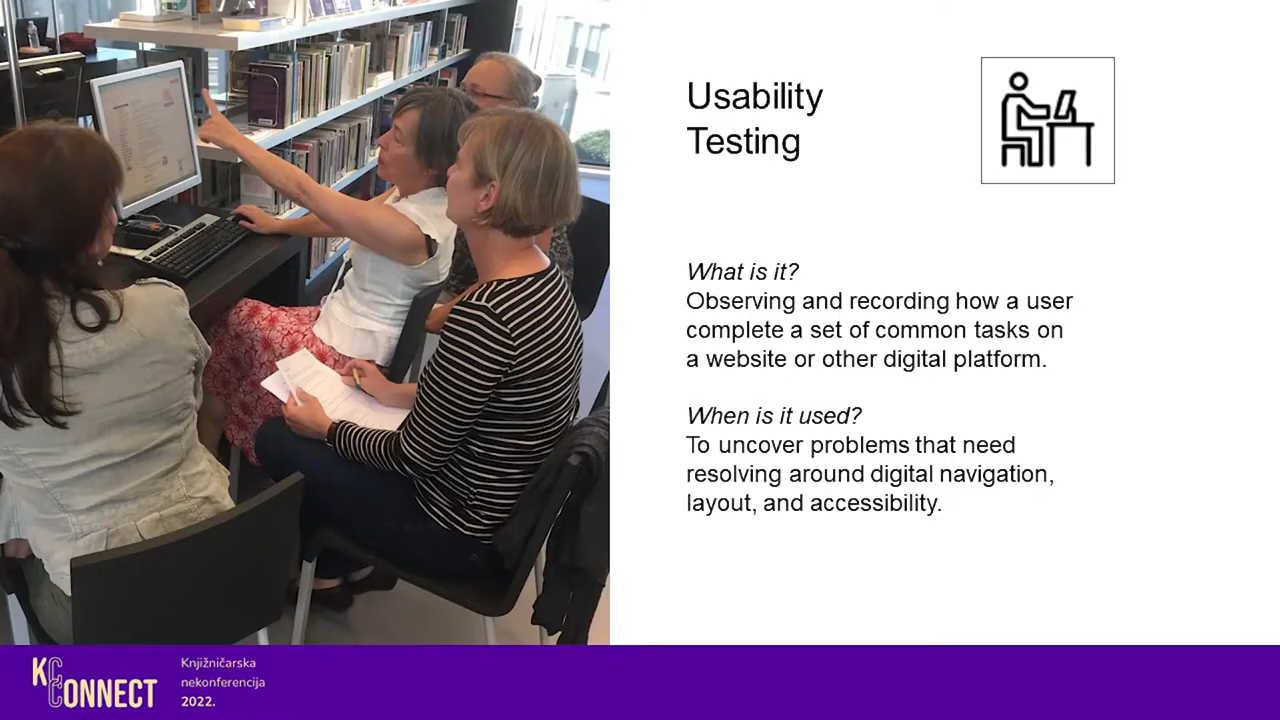 Usability
Testing
What is it?
Observing and recording how a user
complete a set of common tasks on
a website or other digital platform.
When is it used?
To uncover problems that need
resolving around digital navigation,
layout, and accessibility.
KCCONNECT
Knjižničarska
nekonferencija
2022.